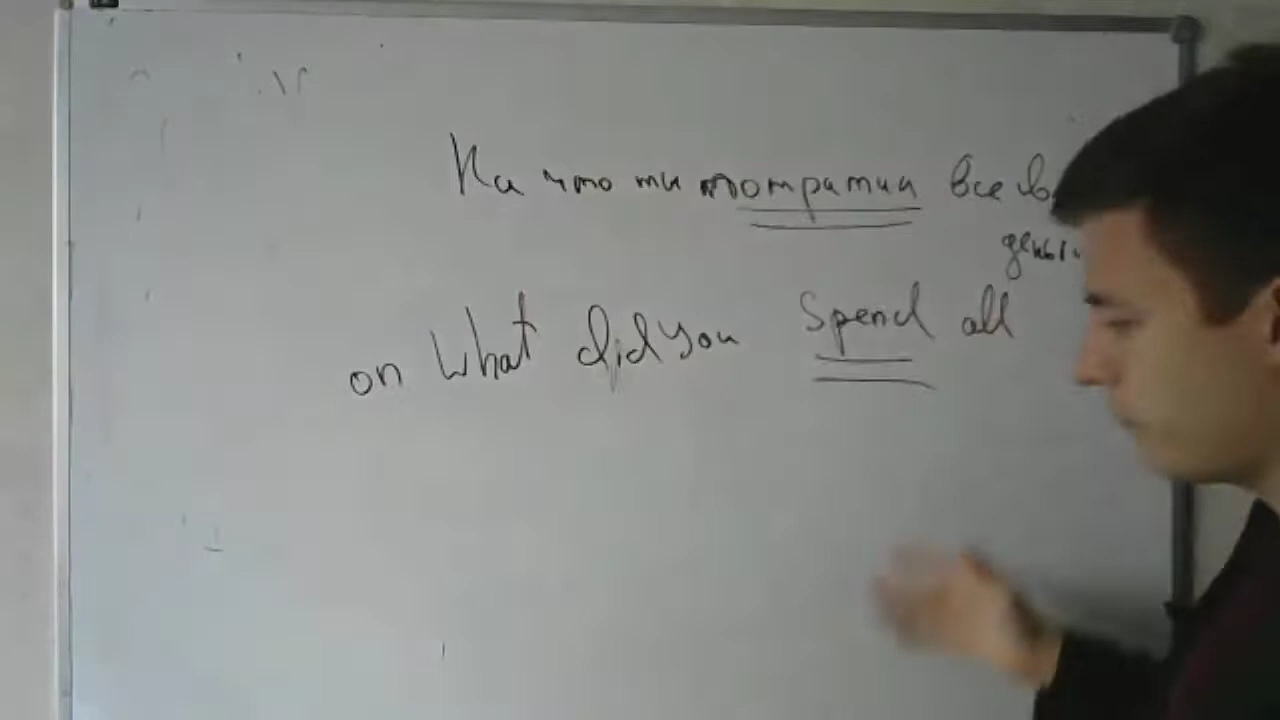 На что ты потратил все
on What did you Spend all